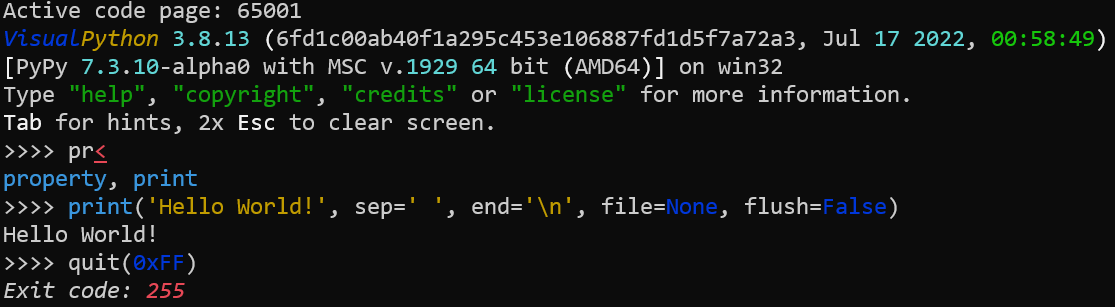 Active code page: 65001
VisualPython 3.8.13 (6fd1c00ab40f1a295c453e106887fd1d5f7a72a3, Jul 17 2022, 00:58:49)
[PyPy 7.3.10-alpha0 with MSC v.1929 64 bit (AMD64)] on win32
Type "help", "copyright", "credits" or "license" for more information.
Tab for hints, 2x Esc to clear screen.
>>>> pr<
property, print
>>>> print('Hello World!', sep=' ', end='\n', file=None, flush=False)
Hello World!
>>>> quit(0xFF)
Exit code: 255